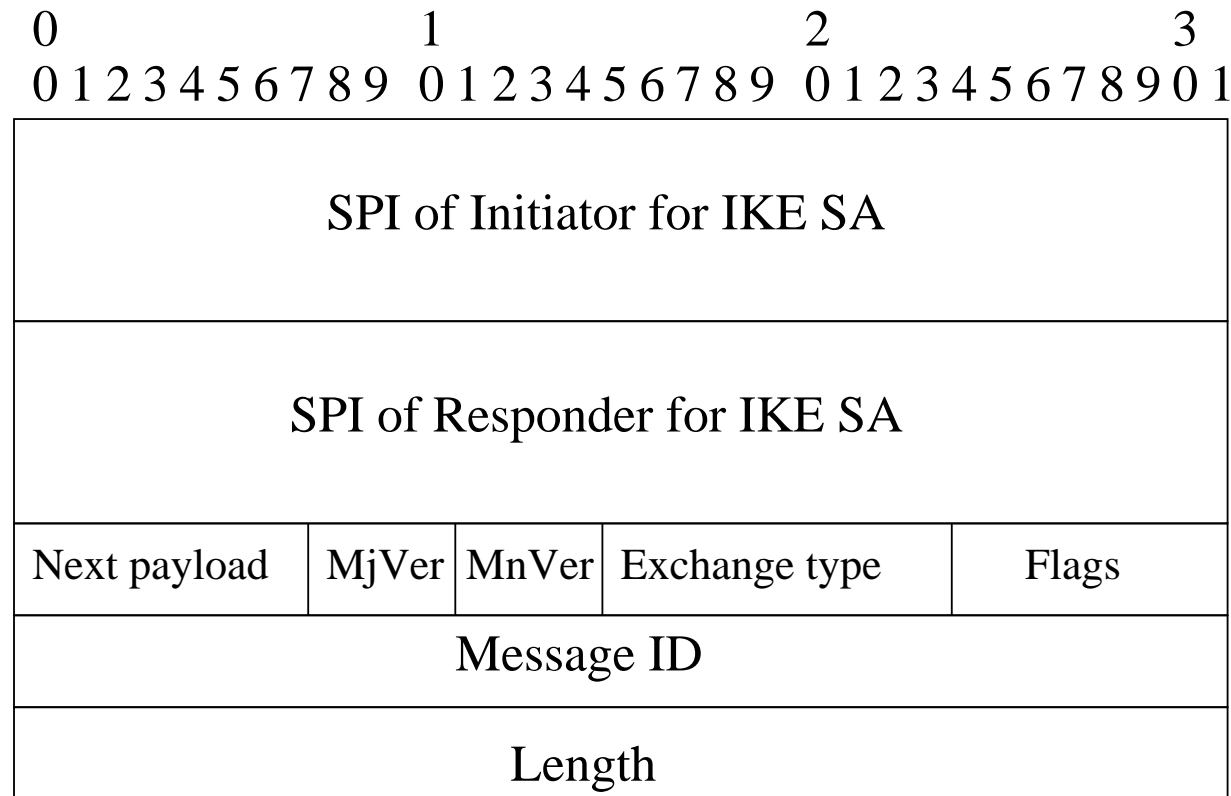 0 1 2 3
0 1 2 3 4 5 6 7 8 9 0 1 2 3 4 5 6 7 8 9 0 1 2 3 4 5 6 7 8 9 0 1
SPI of Initiator for IKE SA
SPI of Responder for IKE SA
Next payload MjVer MnVer Exchange type Flags
Message ID
Length